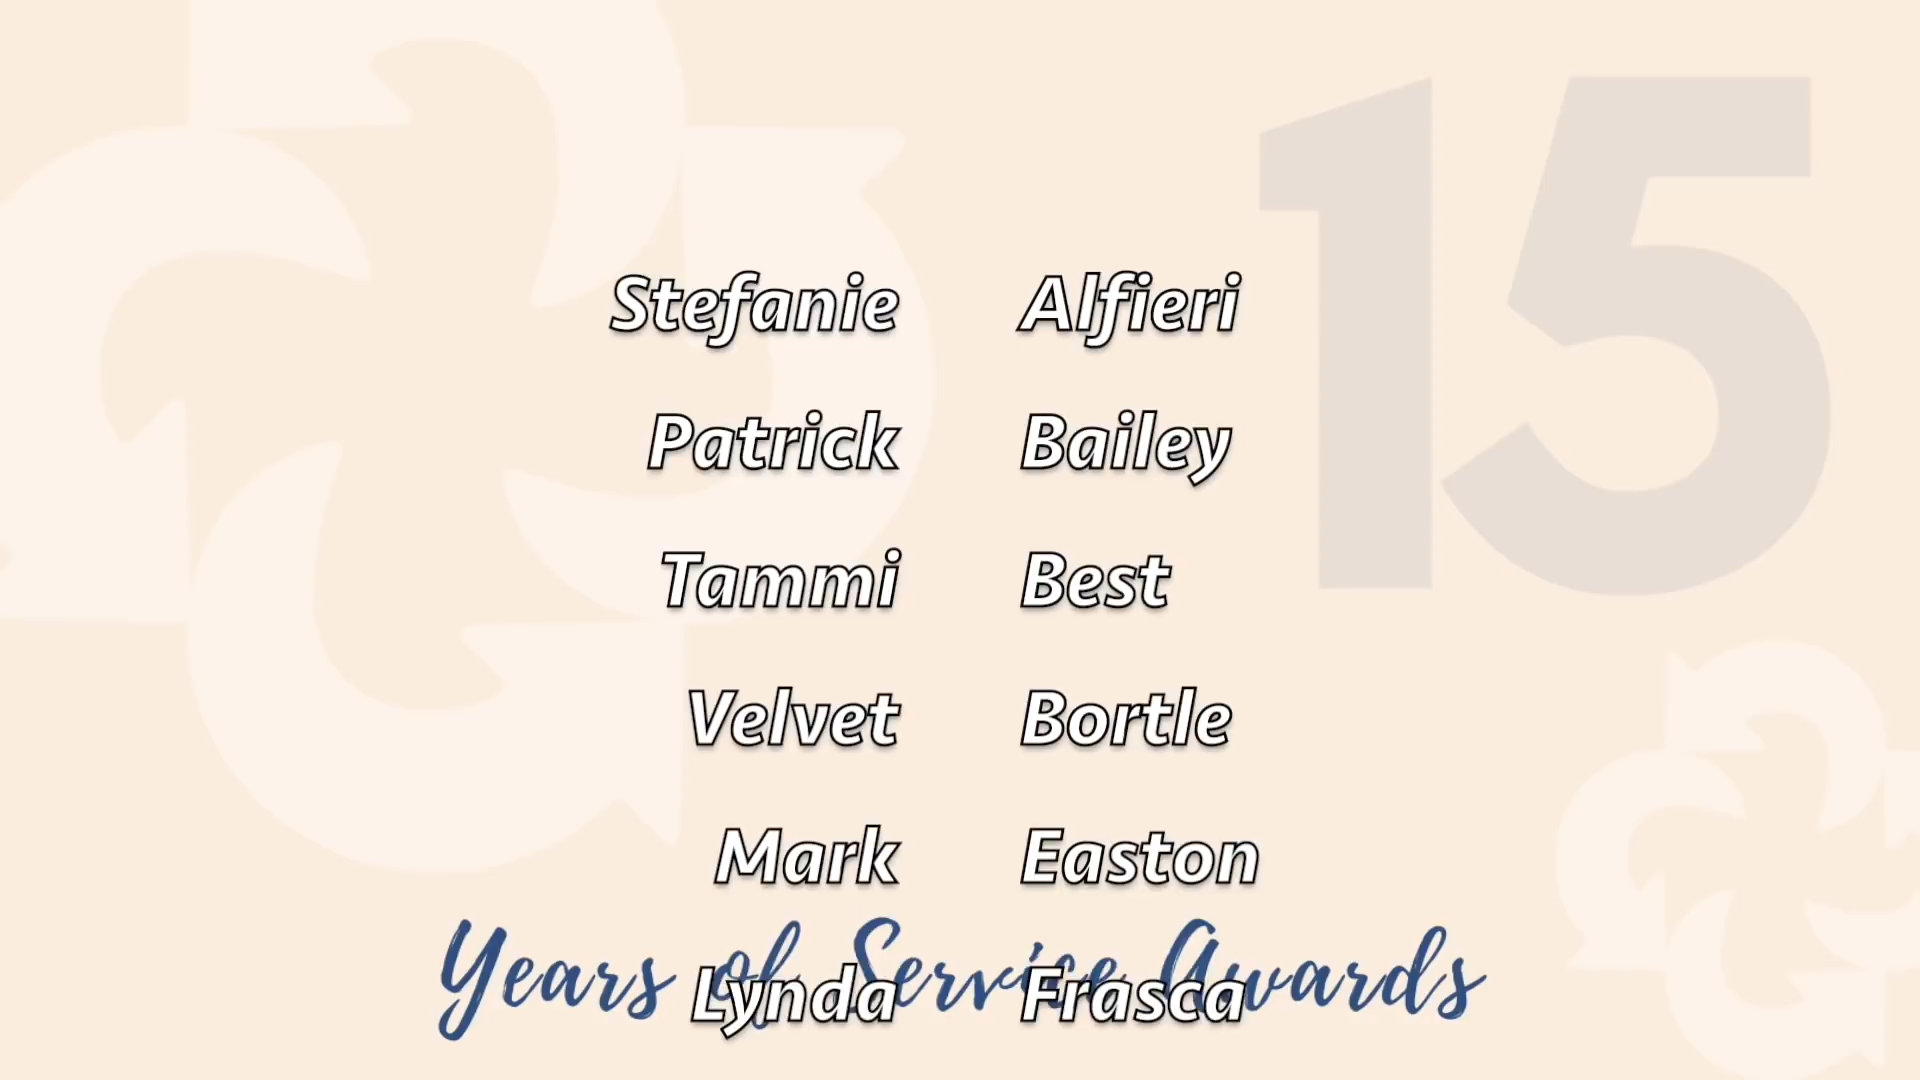 15
Stefanie Alfieri
Patrick Bailey
Tammi Best
Velvet Bortle
Mark Easton
Years of Service Awards
Lynda Frasca